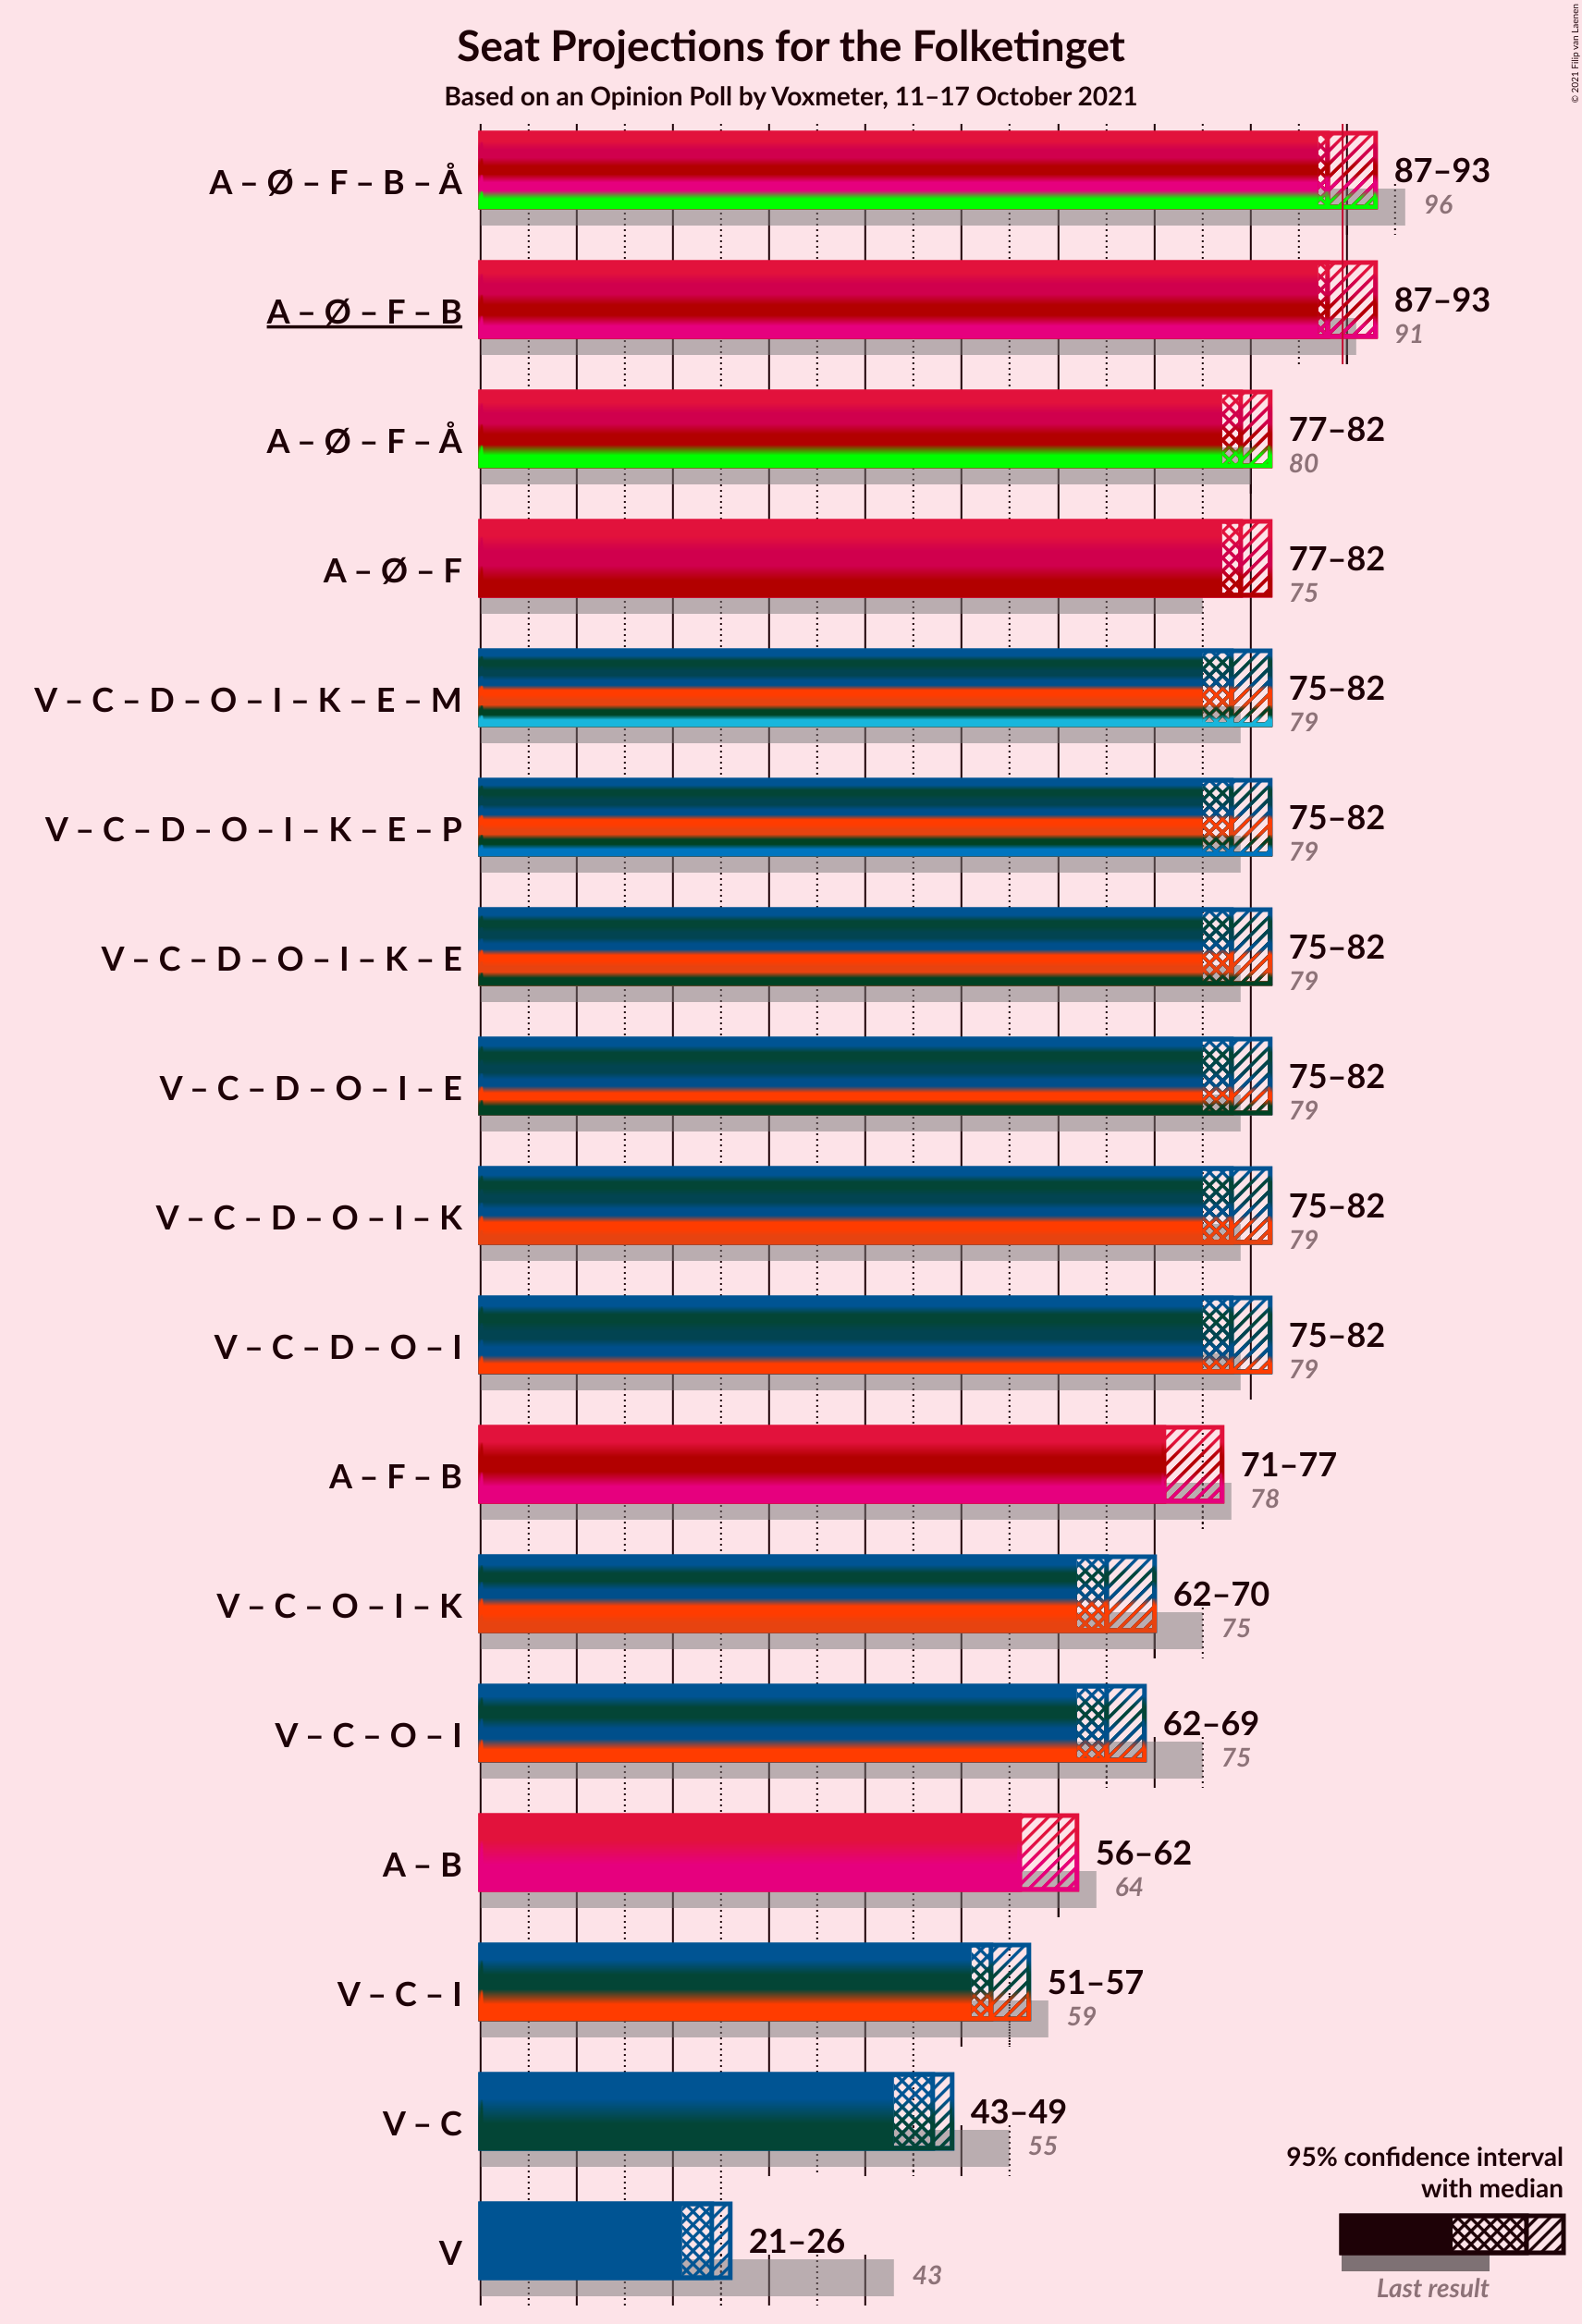 Seat Projections for the Folketinget
Based on an Opinion Poll by Voxmeter, 11–17 October 2021
© 2021 Filip van Laenen
A – Ø – F – B – Å
87–93
96
A – Ø – F – B
87–93
91
A – Ø – F – Å
77–82
80
A – Ø – F
77–82
75
V – C – D – O – I – K – E – M
75–82
79
V – C – D – O – I – K – E – P
75–82
79
V – C – D – O – I – K – E
75–82
79
V – C – D – O – I – E
75–82
79
V – C – D – O – I – K
75–82
79
V – C – D – O – I
75–82
79
A – F – B
71–77
78
V – C – O – I – K
62–70
75
V – C – O – I
62–69
75
A – B
56–62
64
V – C – I
51–57
59
V – C
43–49
55
V
21–26
43
95% confidence interval
with median
Last result